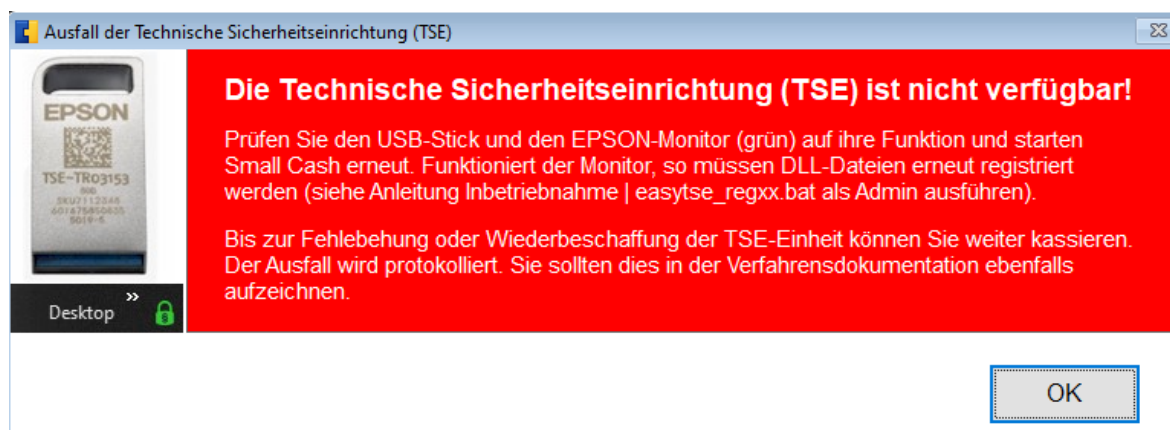 Ausfall der Technische Sicherheitseinrichtung (TSE)
EPSON
TSE-TR03153
Die Technische Sicherheitseinrichtung (TSE) ist nicht verfügbar!
Prüfen Sie den USB-Stick und den EPSON-Monitor (grün) auf ihre Funktion und starten
Small Cash erneut. Funktioniert der Monitor, so müssen DLL-Dateien erneut registriert
werden (siehe Anleitung Inbetriebnahme | easytse_regxx.bat als Admin ausführen).
Bis zur Fehlebehung oder Wiederbeschaffung der TSE-Einheit können Sie weiter kassieren.
Der Ausfall wird protokolliert. Sie sollten dies in der Verfahrensdokumentation ebenfalls
aufzeichnen.
Desktop »
OK